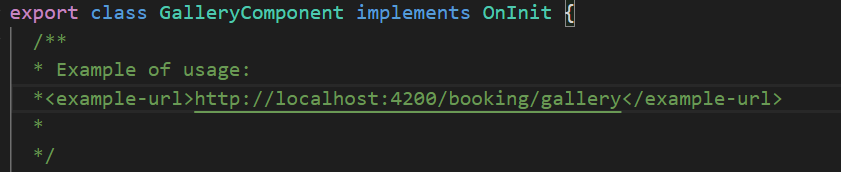 export class GalleryComponent implements OnInit {
/**
* Example of usage:
*<example-url>http://localhost:4200/booking/gallery</example-url>
*
*/